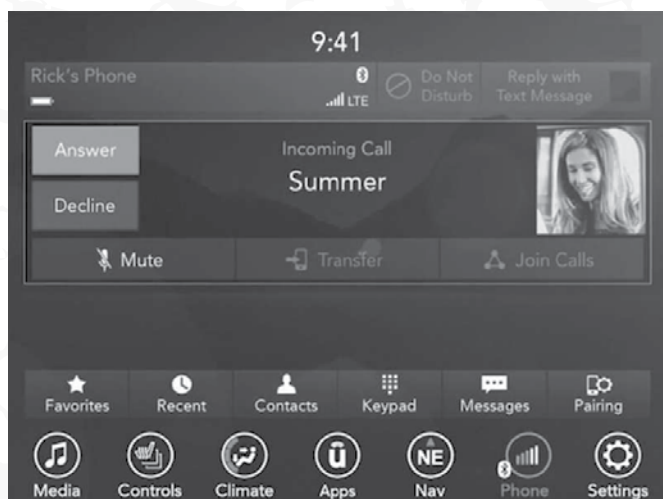 9:41
Rick's Phone
LTE
Do Not
Disturb
Reply with
Text Message
Answer
Incoming Call
Summer
Decline
Mute
Transfer
Join Calls
Favorites
Recent
Contacts
Keypad
Messages
Pairing
NE
Media
Controls
Climate
Apps
Nav
Phone
Settings